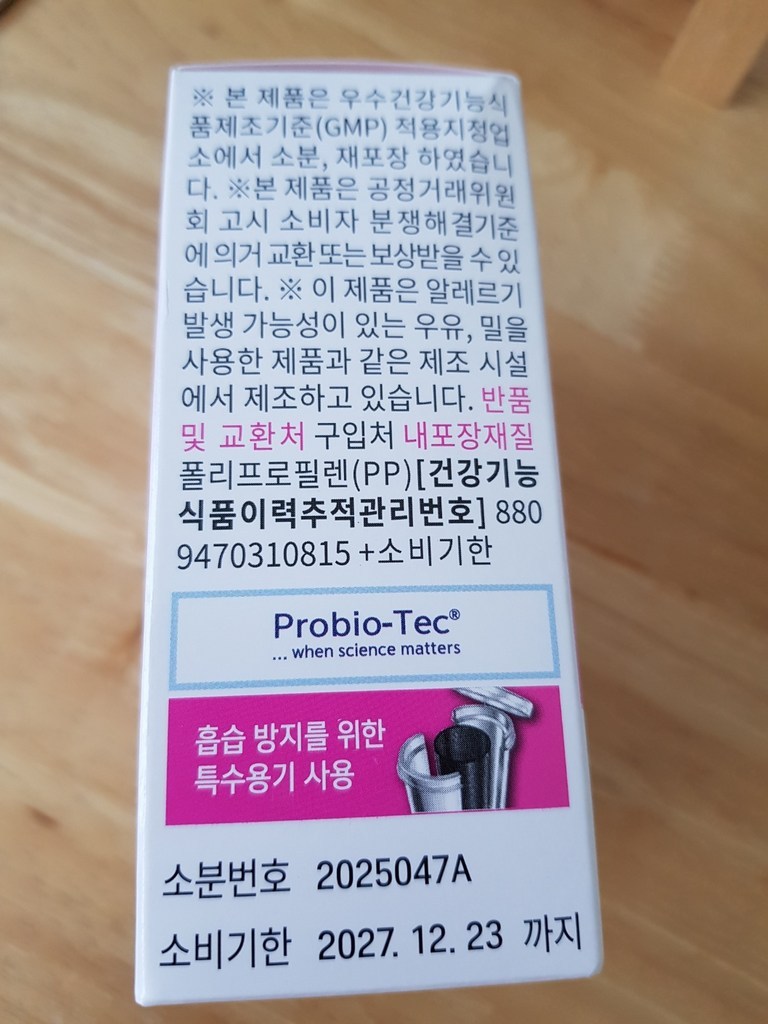 ※ 본 제품은 우수건강기능식
품제조기준(GMP) 적용지정업
소에서 소분, 재포장 하였습니
다. ※본 제품은 공정거래위원
회 고시 소비자 분쟁해결기준
에 의거 교환 또는 보상받을 수 있
습니다. ※ 이 제품은 알레르기
발생 가능성이 있는 우유, 밀을
사용한 제품과 같은 제조 시설
에서 제조하고 있습니다. 반품
및 교환처 구입처 내포장재질
폴리프로필렌(PP)[건강기능
식품이력추적관리번호] 880
9470310815 +소비기한
Probio-Tec®
... when science matters
흡습 방지를 위한
특수용기 사용
소분번호 2025047A
소비기한 2027. 12. 23 까지